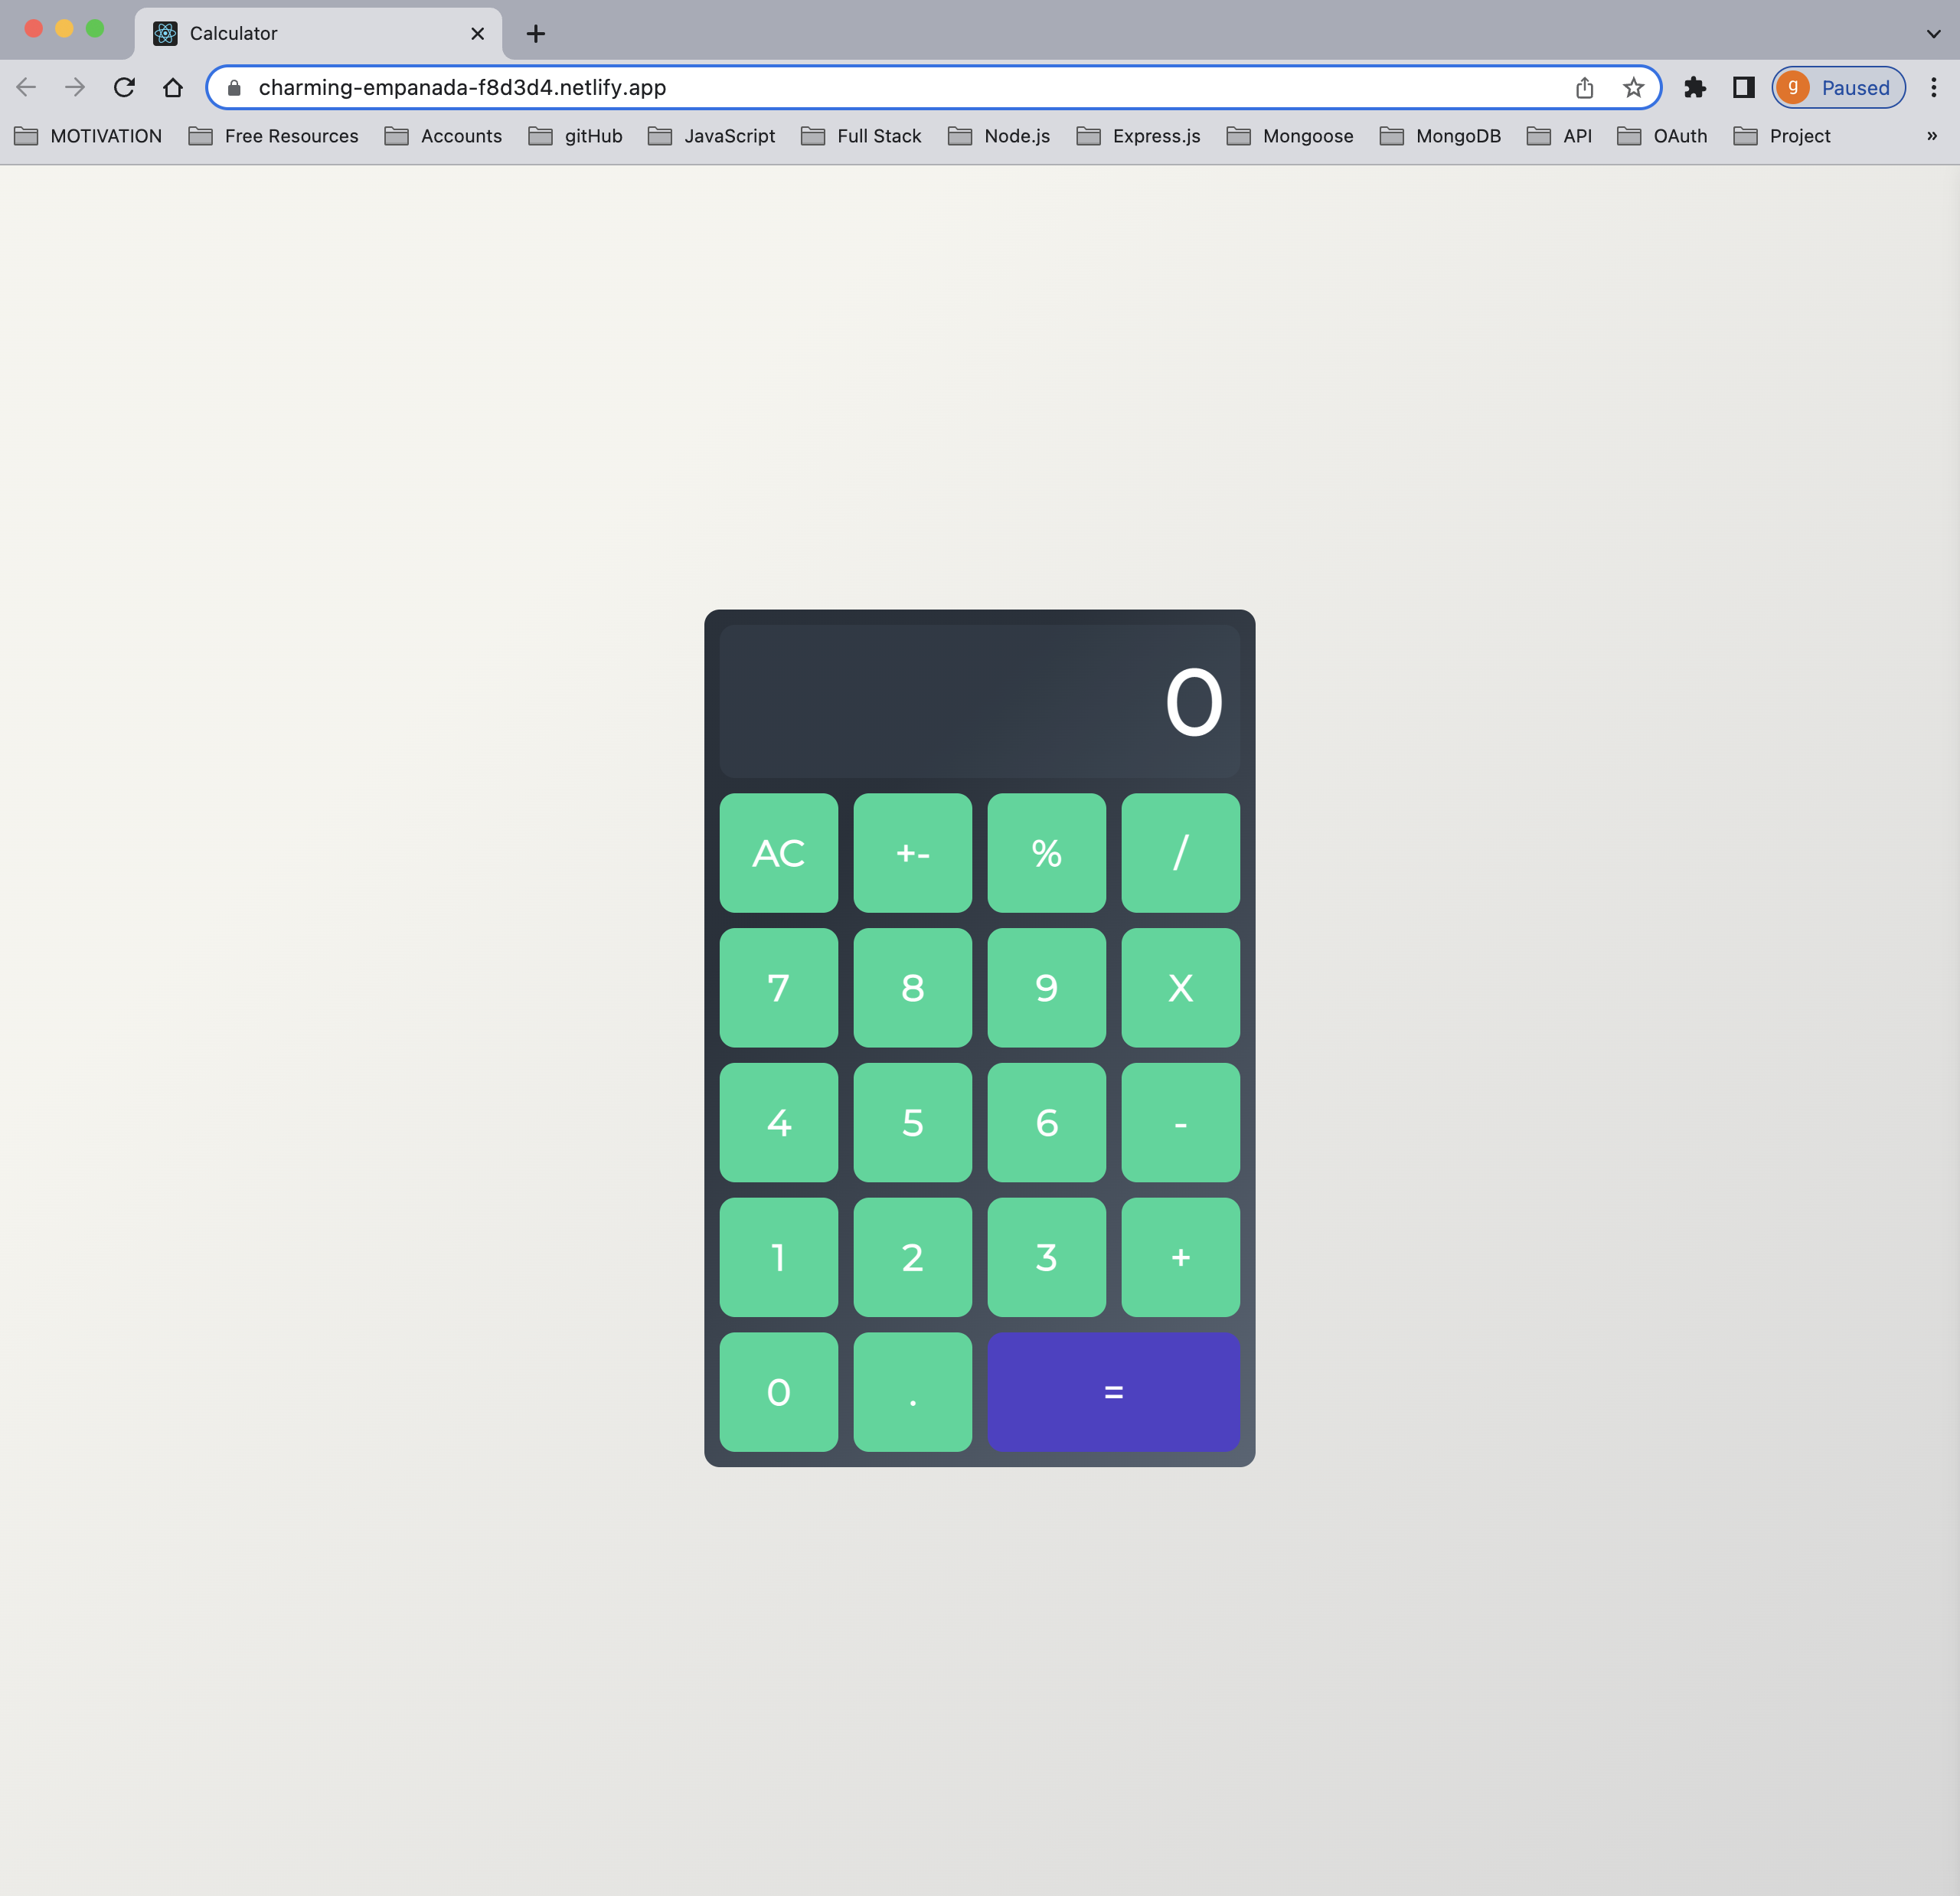 Calculator
charming-empanada-f8d3d4.netlify.app g Paused
MOTIVATION Free Resources Accounts gitHub JavaScript Full Stack Node.js Express.js Mongoose MongoDB API OAuth Project »
0
AC +- % /
7 8 9 X
4 5 6 -
1 2 3 +
0 . =